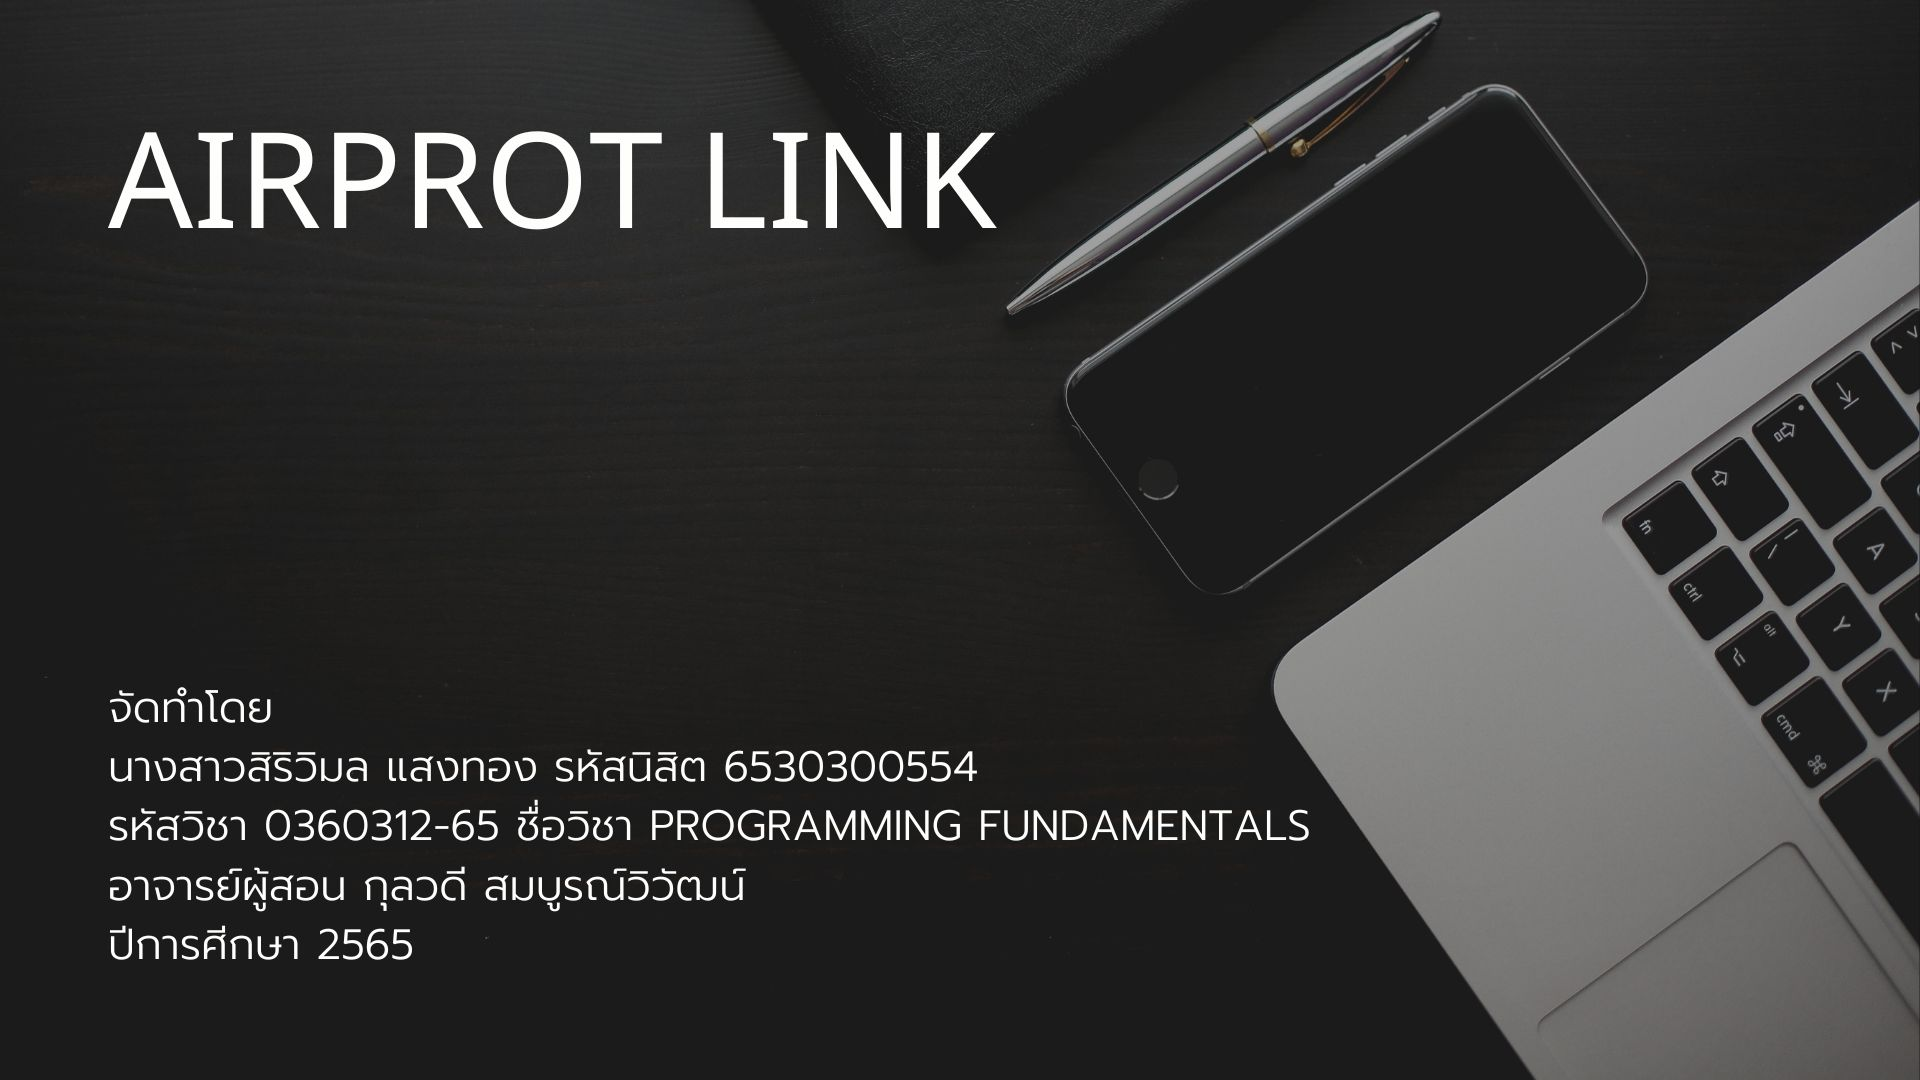 AIRPROT LINK
จัดทำโดย
นางสาวสิริวิมล แสงทอง รหัสนิสิต 6530300554
รหัสวิชา 0360312-65 ชื่อวิชา PROGRAMMING FUNDAMENTALS
อาจารย์ผู้สอน กุลวดี สมบูรณ์วิวัฒน์
ปีการศึกษา 2565
fn
ctrl
alt
cmd
A
Y
X